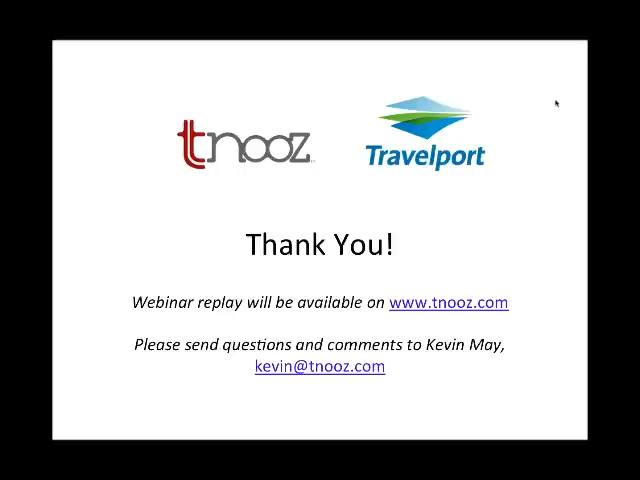 tnooz
Travelport
Thank You!
Webinar replay will be available on www.tnooz.com
Please send questions and comments to Kevin May,
kevin@tnooz.com